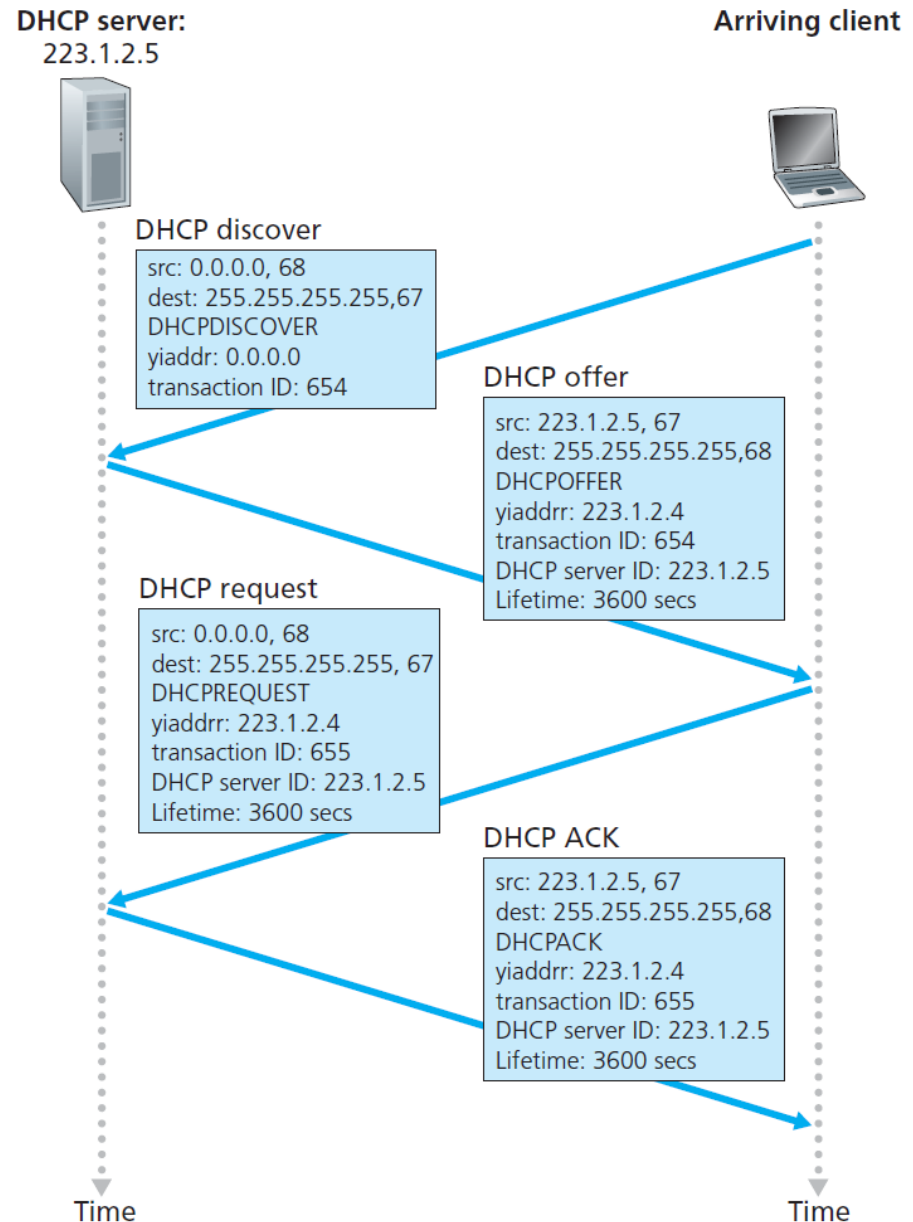 DHCP server:
223.1.2.5
Arriving client
DHCP discover
src: 0.0.0.0, 68
dest: 255.255.255.255,67
DHCPDISCOVER
yiaddr: 0.0.0.0
transaction ID: 654
DHCP offer
src: 223.1.2.5, 67
dest: 255.255.255.255,68
DHCPOFFER
yiaddrr: 223.1.2.4
transaction ID: 654
DHCP server ID: 223.1.2.5
Lifetime: 3600 secs
DHCP request
src: 0.0.0.0, 68
dest: 255.255.255.255, 67
DHCPREQUEST
yiaddrr: 223.1.2.4
transaction ID: 655
DHCP server ID: 223.1.2.5
Lifetime: 3600 secs
DHCP ACK
src: 223.1.2.5, 67
dest: 255.255.255.255,68
DHCPACK
yiaddrr: 223.1.2.4
transaction ID: 655
DHCP server ID: 223.1.2.5
Lifetime: 3600 secs
Time
Time